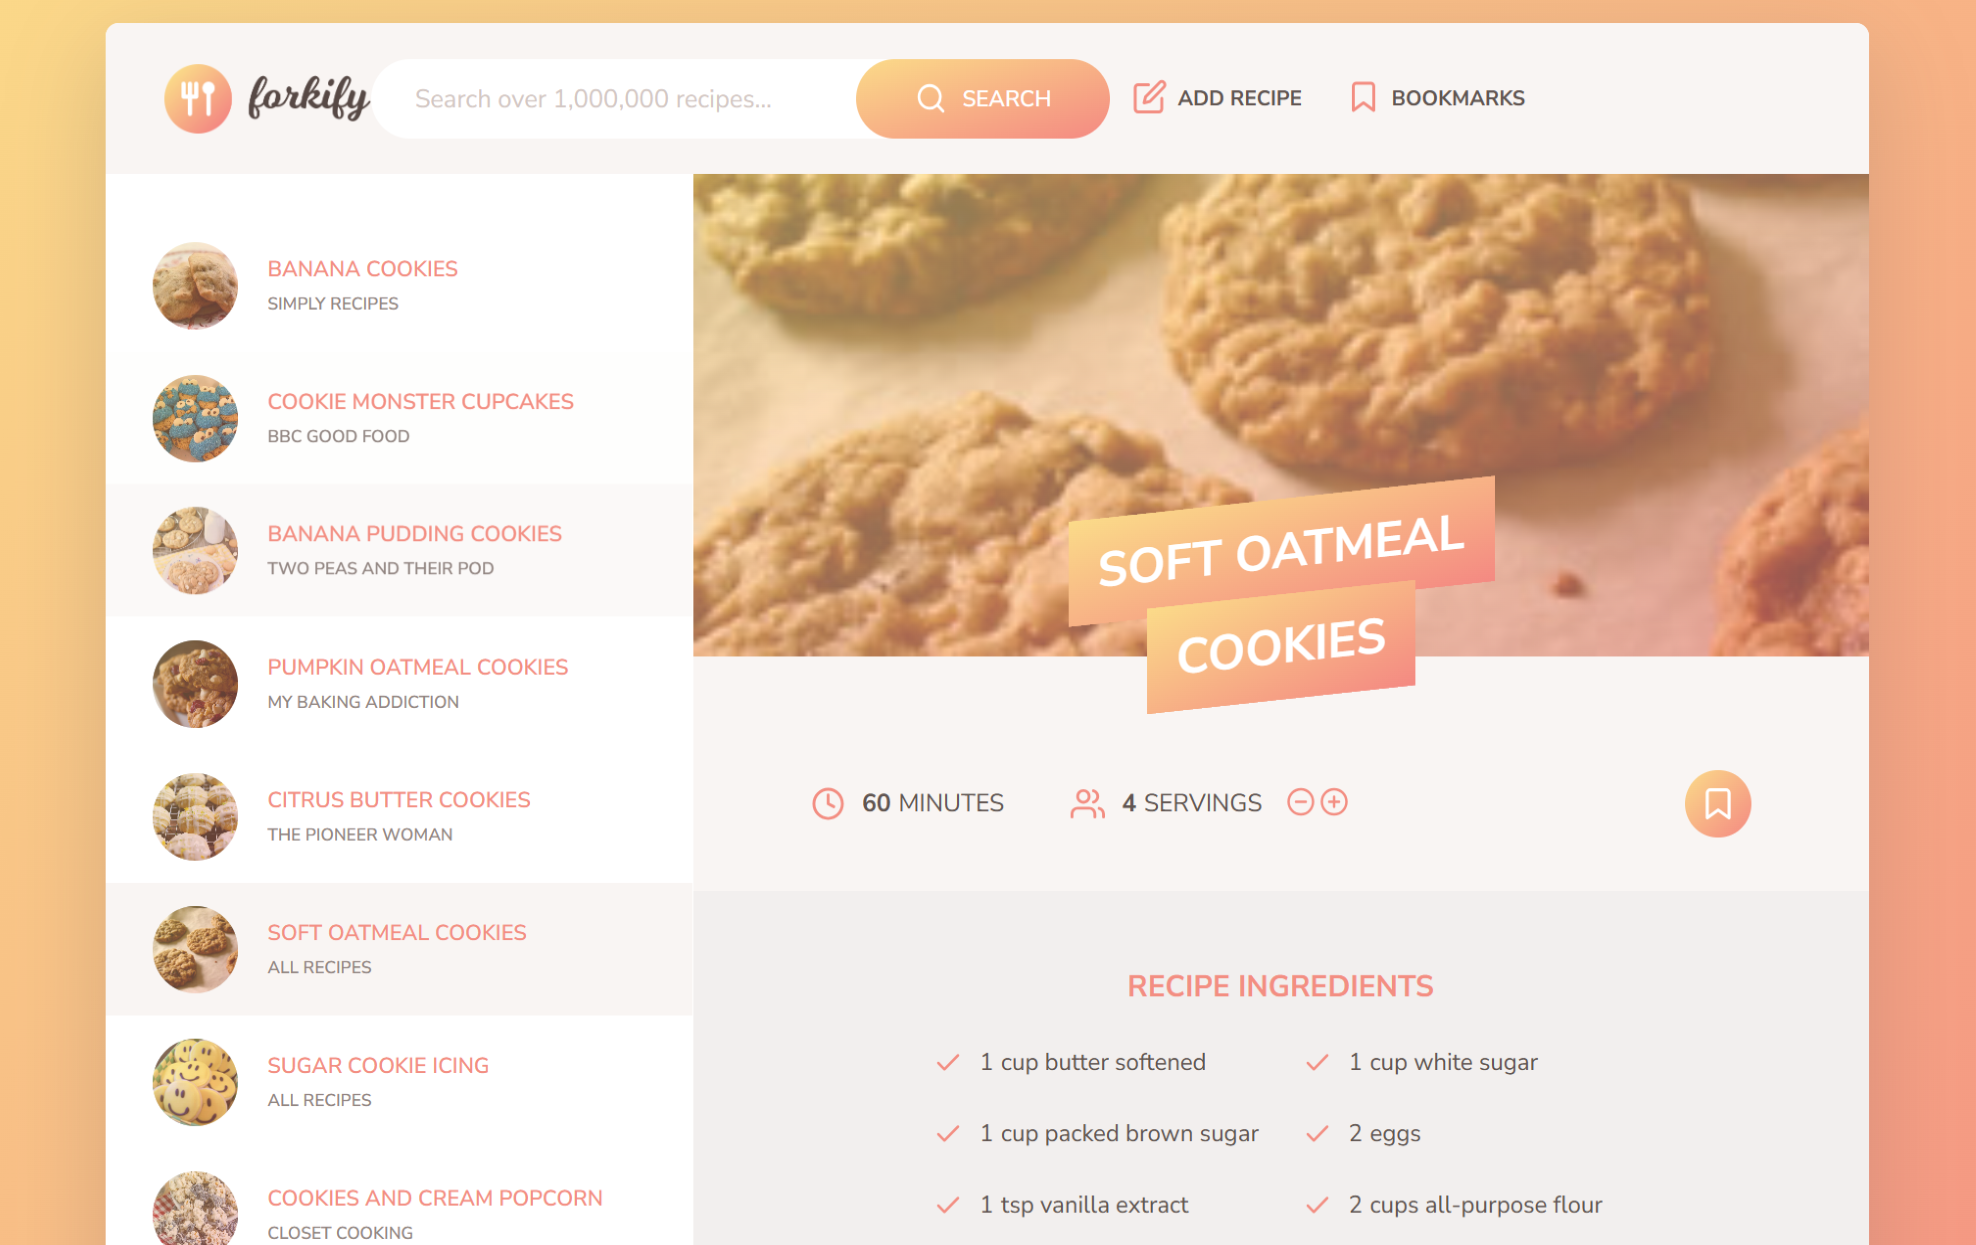 forkify
Search over 1,000,000 recipes...
SEARCH
ADD RECIPE
BOOKMARKS
BANANA COOKIES
SIMPLY RECIPES
COOKIE MONSTER CUPCAKES
BBC GOOD FOOD
BANANA PUDDING COOKIES
TWO PEAS AND THEIR POD
PUMPKIN OATMEAL COOKIES
MY BAKING ADDICTION
CITRUS BUTTER COOKIES
THE PIONEER WOMAN
SOFT OATMEAL COOKIES
ALL RECIPES
SUGAR COOKIE ICING
ALL RECIPES
COOKIES AND CREAM POPCORN
CLOSET COOKING
SOFT OATMEAL
COOKIES
60 MINUTES
4 SERVINGS
RECIPE INGREDIENTS
1 cup butter softened
1 cup white sugar
1 cup packed brown sugar
2 eggs
1 tsp vanilla extract
2 cups all-purpose flour